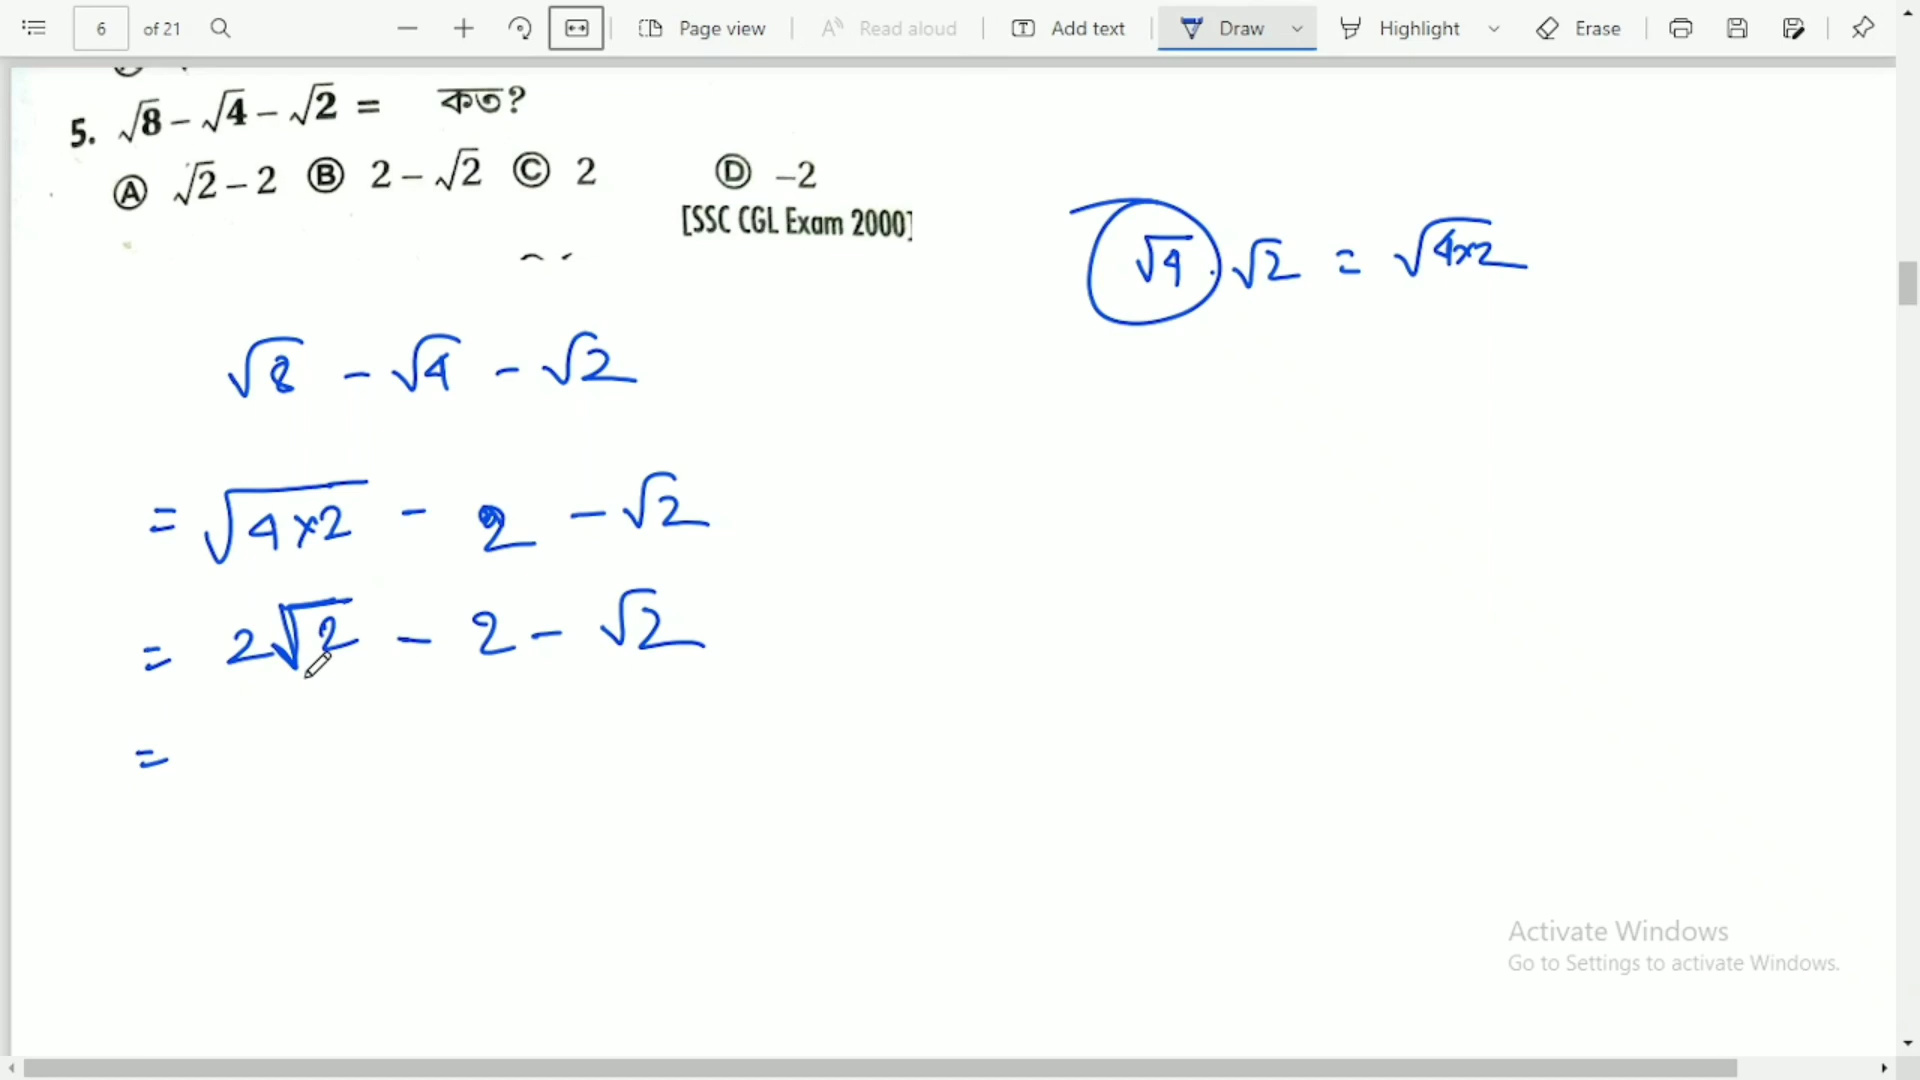 6 of 21 Page view Read aloud Add text Draw Highlight Erase
5. √8 – √4 – √2 = কত?
Ⓐ √2 – 2 Ⓑ 2 – √2 Ⓒ 2 Ⓓ –2
[SSC CGL Exam 2000]
√4 . √2 = √4×2
√8 - √4 - √2
= √4×2 - 2 - √2
= 2√2 - 2 - √2
=
Activate Windows
Go to Settings to activate Windows.